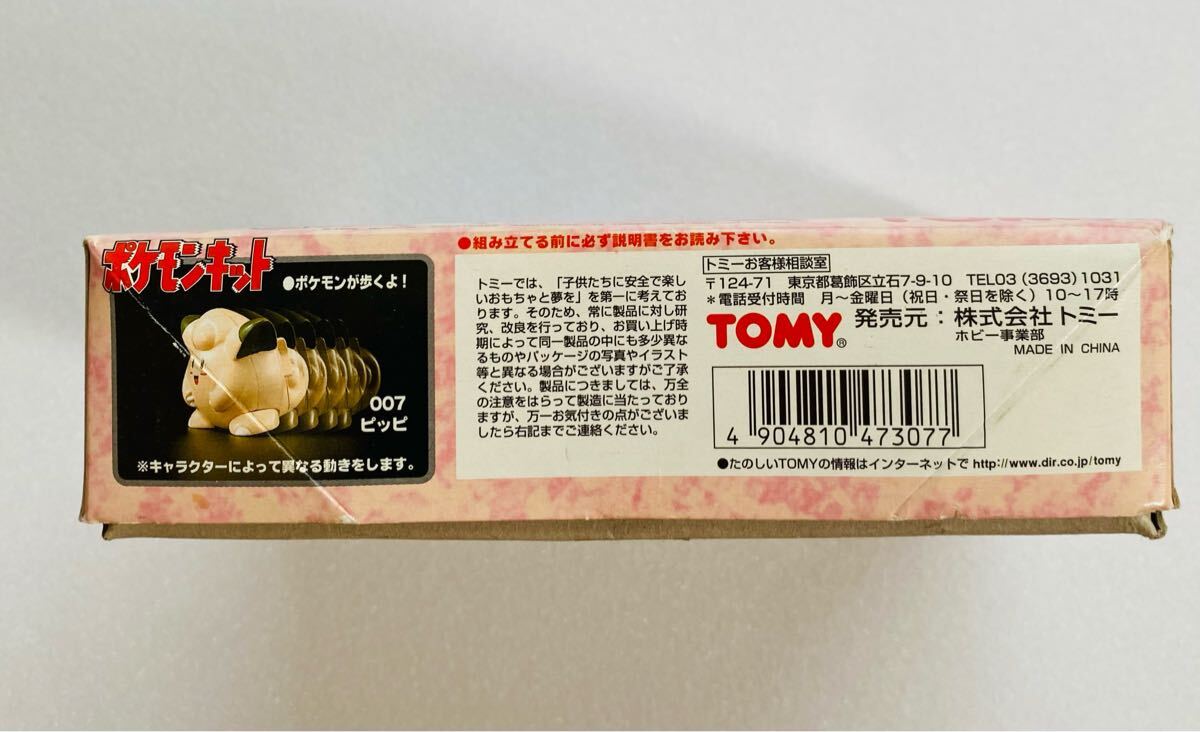 ポケモンキット
●ポケモンが歩くよ!
007
ピッピ
※キャラクターによって異なる動きをします。
●組み立てる前に必ず説明書をお読み下さい。
トミーでは、「子供たちに安全で楽し
いおもちゃと夢を」を第一に考えてお
ります。そのため、常に製品に対し研
究、改良を行っており、お買い上げ時
期によって同一製品の中にも多少異な
るものやパッケージの写真やイラスト
等と異なる場合がございますがご了承
ください。製品につきましては、万全
の注意をはらって製造に当たっており
ますが、万一お気付きの点がございま
したら右記までご連絡ください。
トミーお客様相談室
〒124-71 東京都葛飾区立石7-9-10 TEL03(3693)1031
＊電話受付時間 月～金曜日(祝日・祭日を除く)10～17時
TOMY® 発売元:株式会社トミー
ホビー事業部
MADE IN CHINA
4 904810 473077
●たのしいTOMYの情報はインターネットで http://www.dir.co.jp/tomy